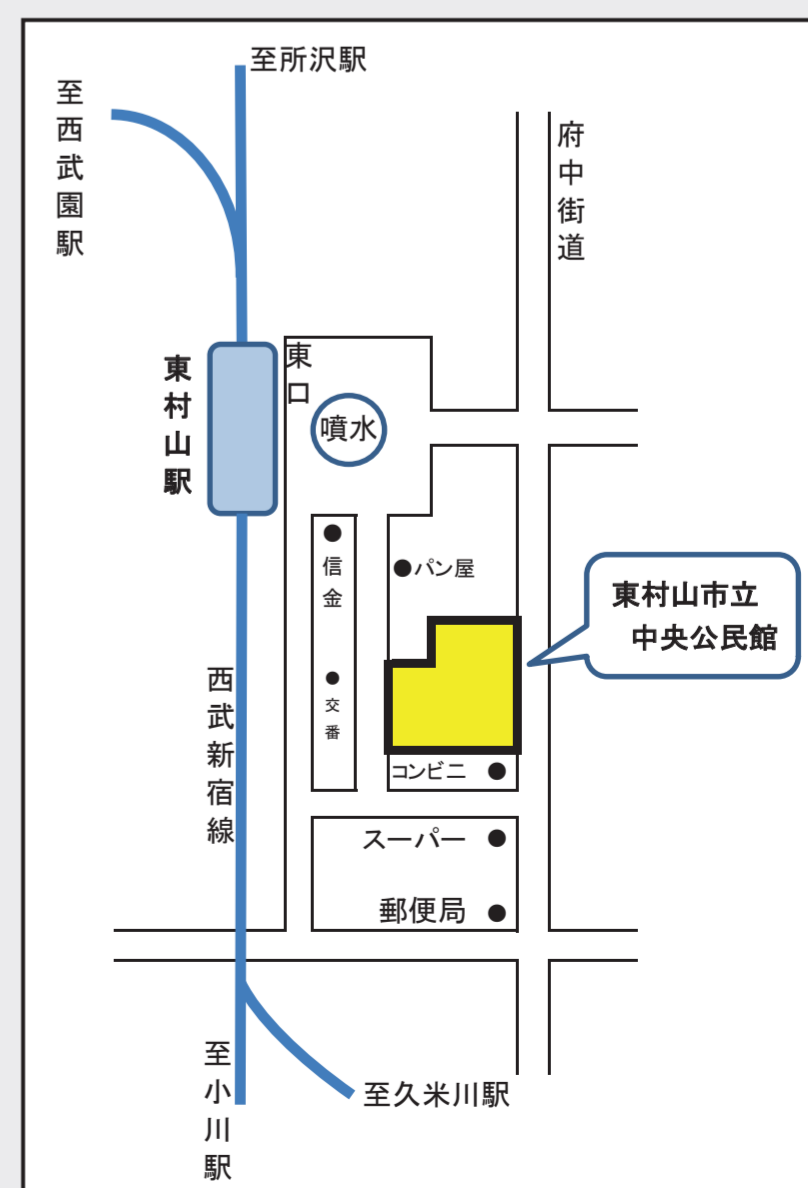 至所沢駅
至西武園駅
府中街道
東村山駅
東口
噴水
信金
パン屋
東村山市立
中央公民館
交番
西武新宿線
コンビニ
スーパー
郵便局
至小川駅
至久米川駅